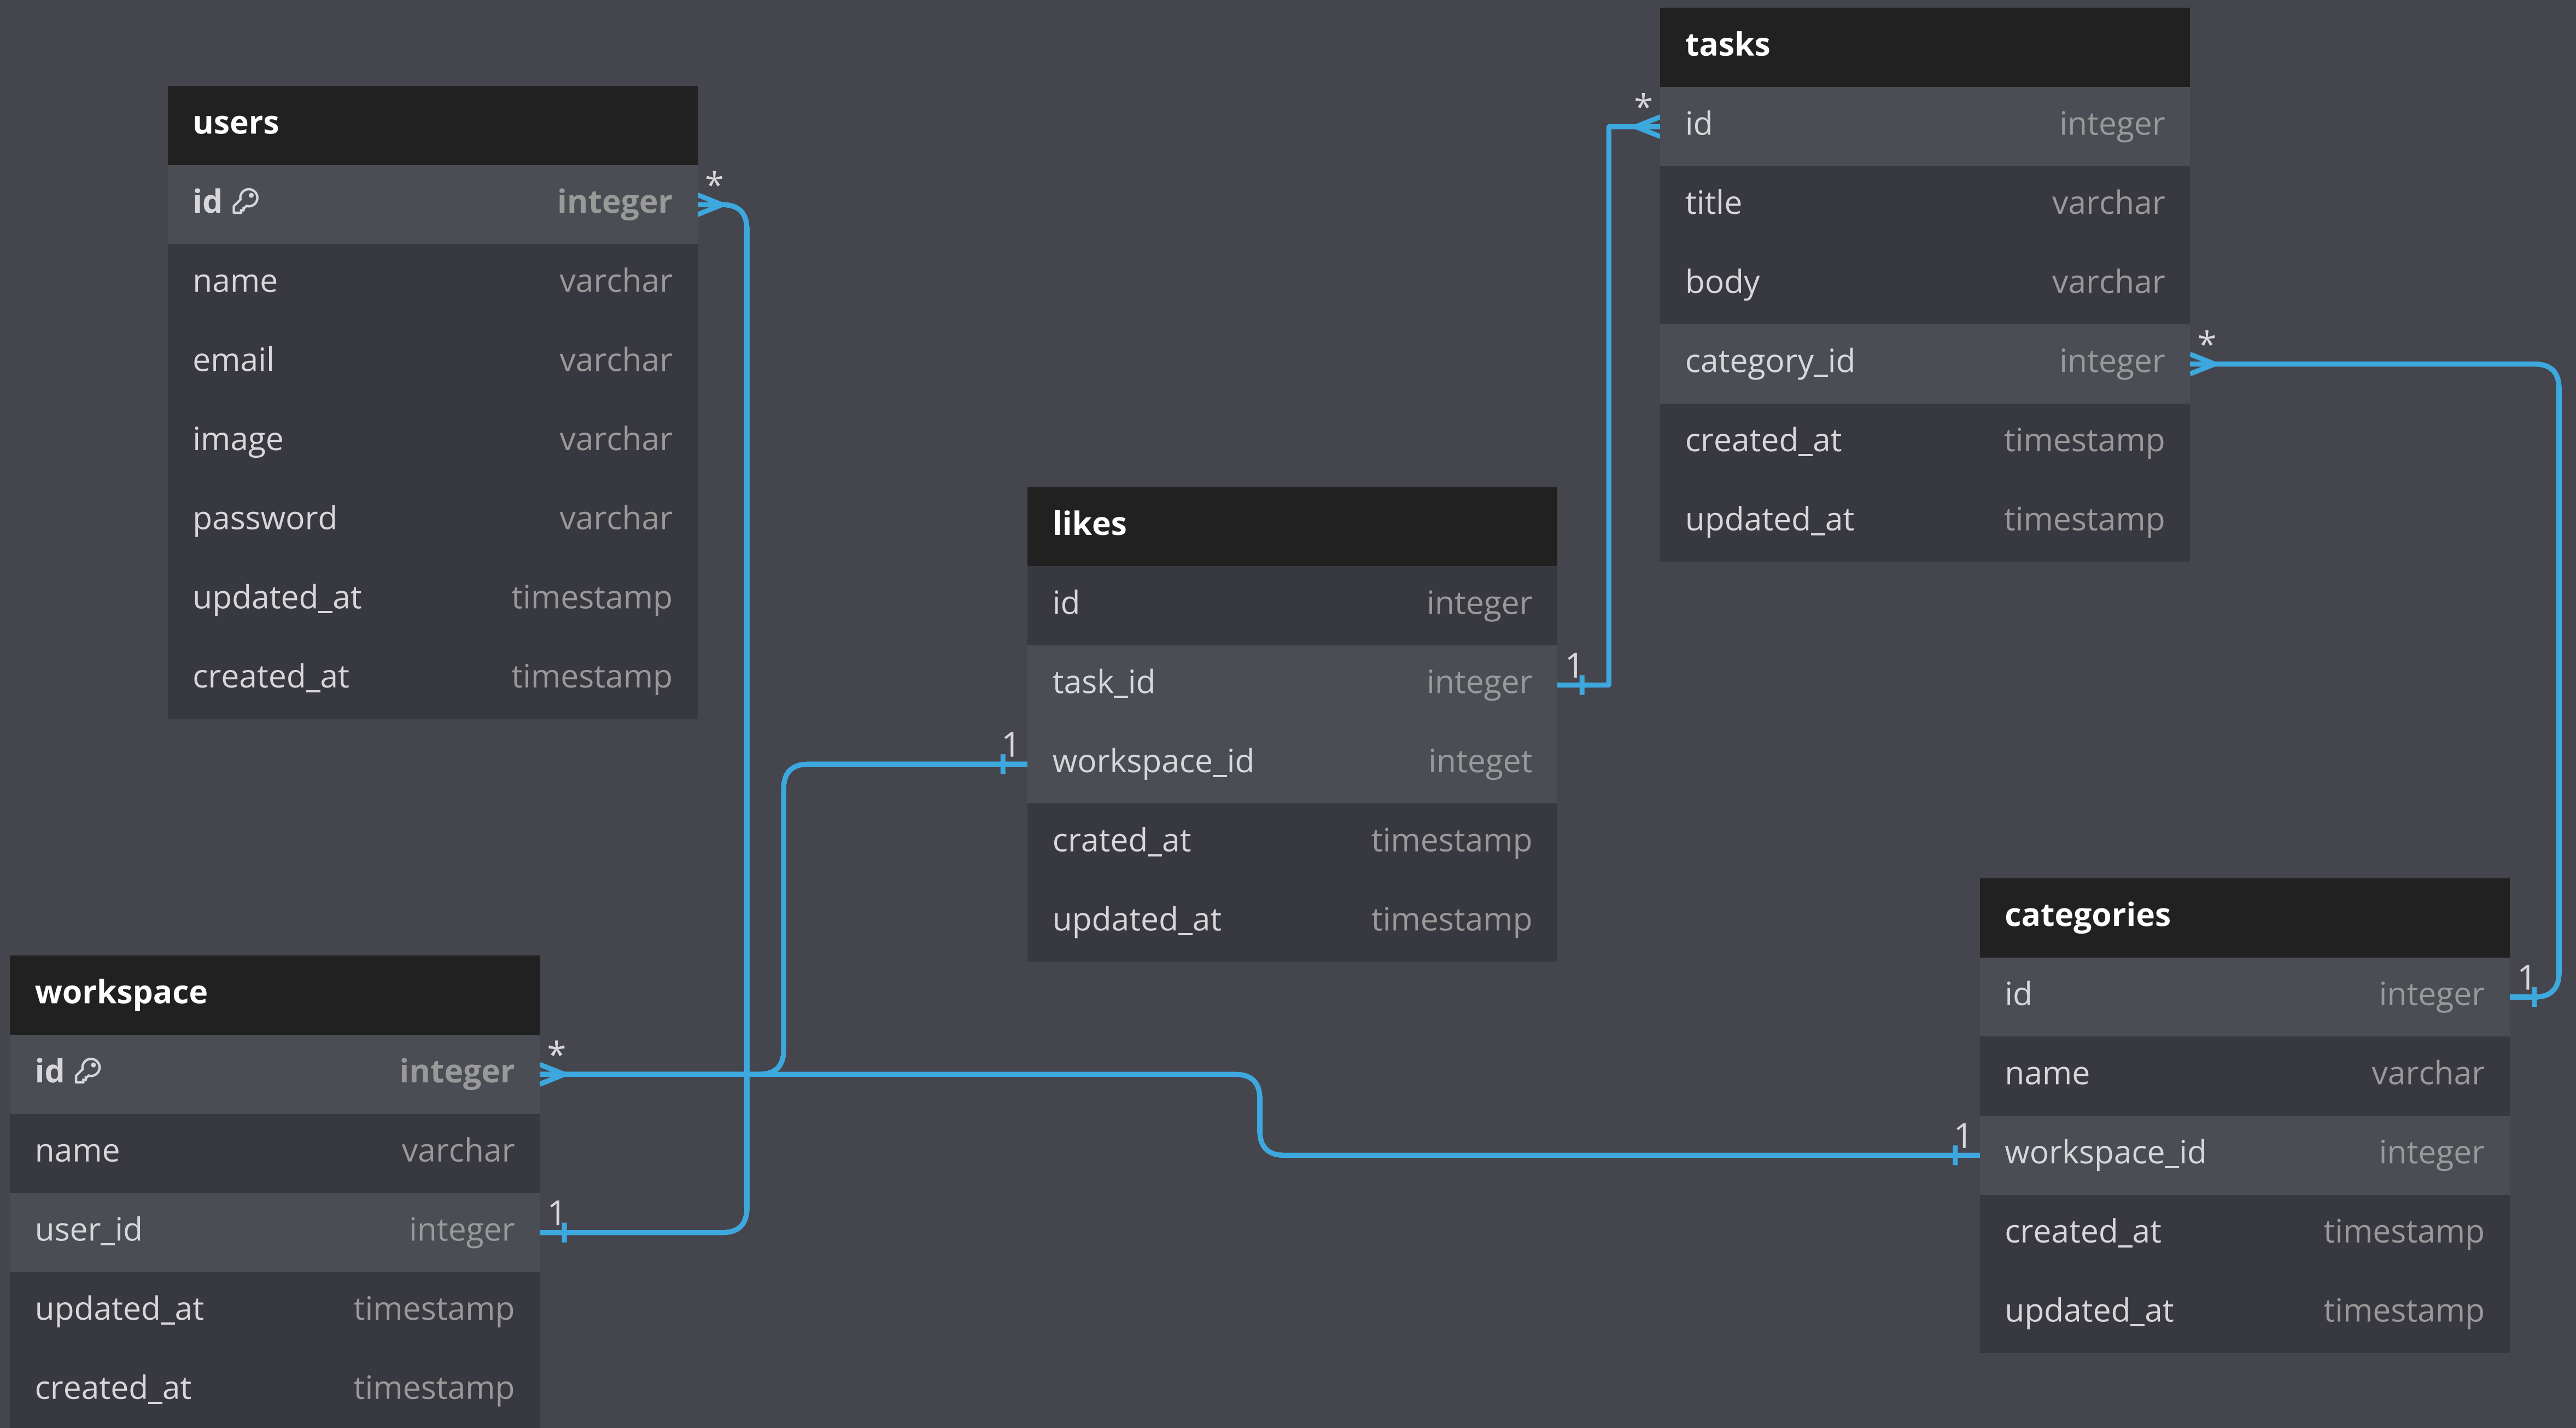 users
id integer
name varchar
email varchar
image varchar
password varchar
updated_at timestamp
created_at timestamp
*
tasks
id integer
title varchar
body varchar
category_id integer
created_at timestamp
updated_at timestamp
*
*
likes
id integer
task_id integer
workspace_id integet
crated_at timestamp
updated_at timestamp
1
1
workspace
id integer
name varchar
user_id integer
updated_at timestamp
created_at timestamp
*
1
categories
id integer
name varchar
workspace_id integer
created_at timestamp
updated_at timestamp
1
1